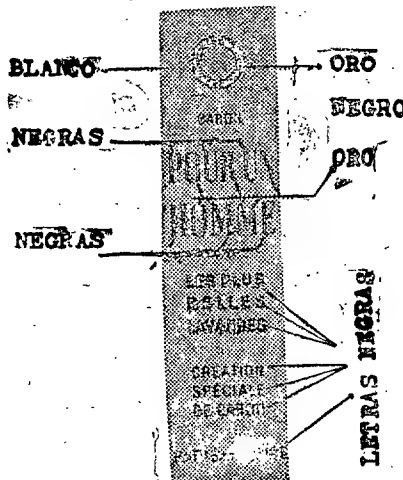 BLANCO
ORO
NEGRO
CARON
NEGRAS
ORO
POUR UN
HOMME
NEGRAS
LES PLUS
BELLES
LAVANDES
CREATION
SPECIALE
DE CARON
LETRAS NEGRAS